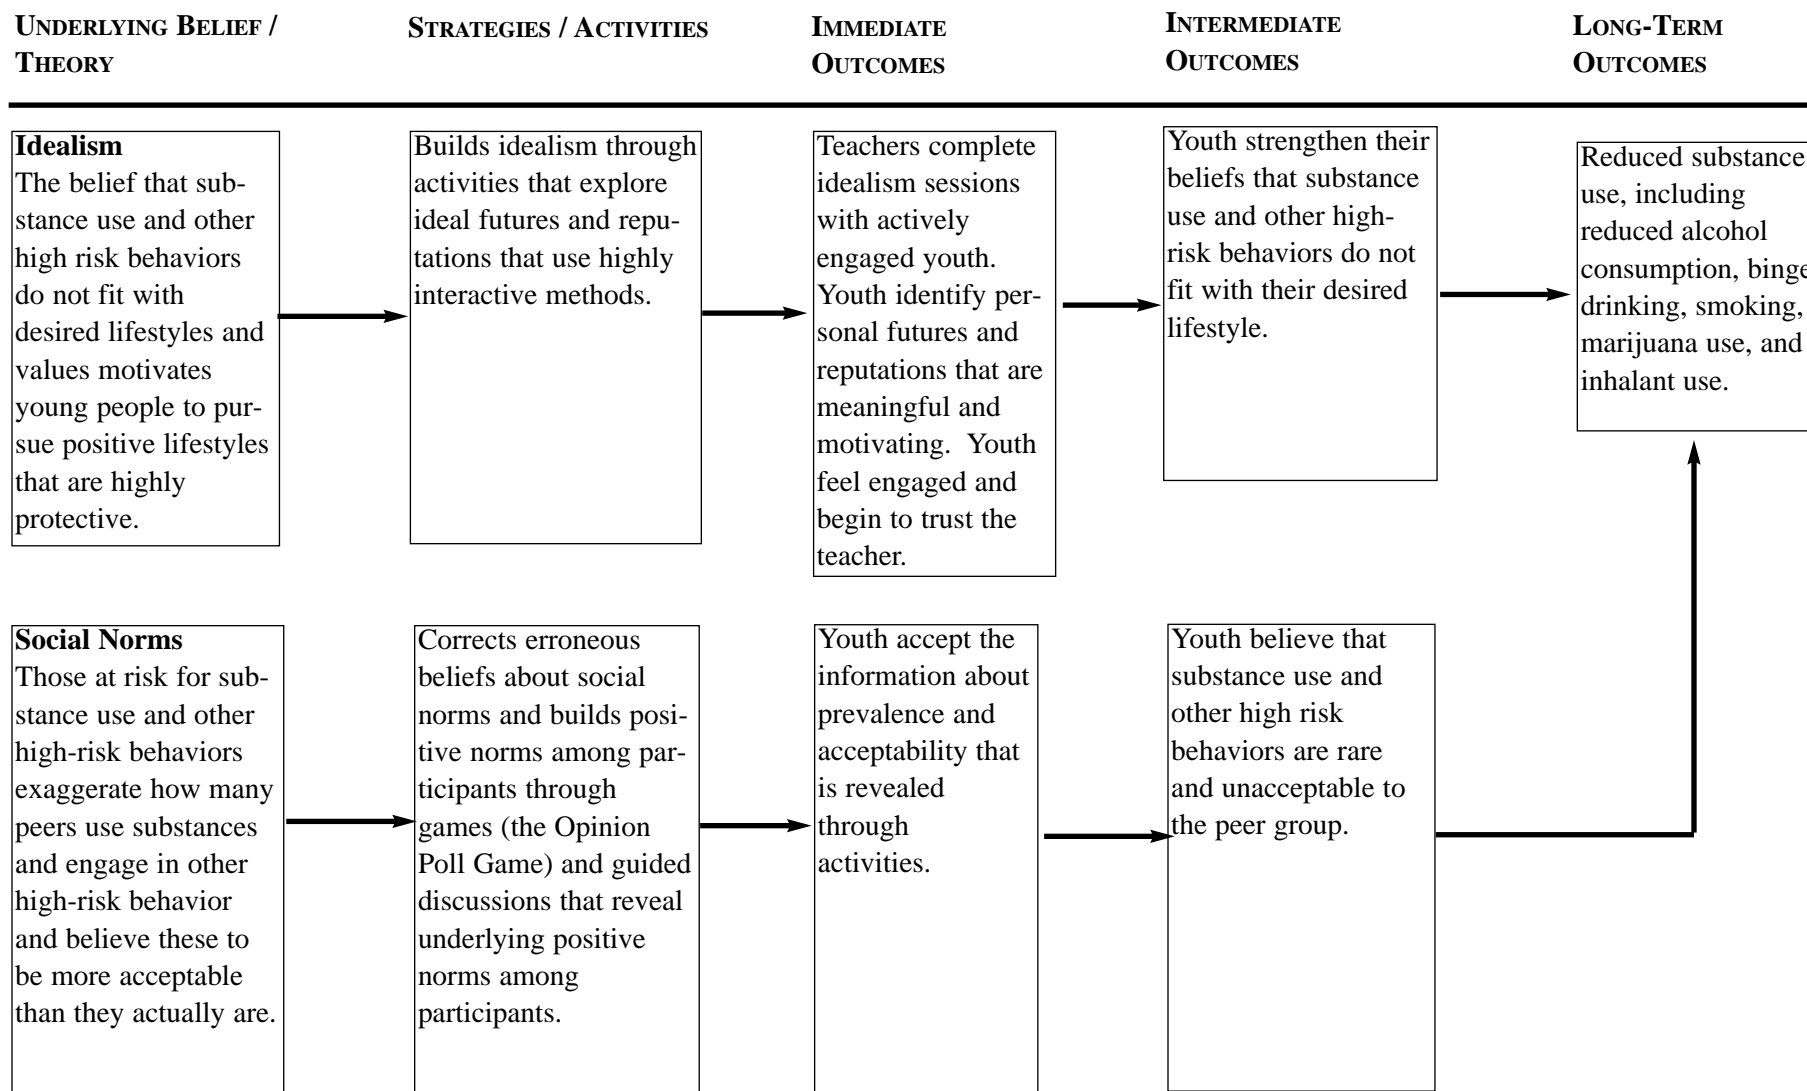 UNDERLYING BELIEF /
THEORY
STRATEGIES / ACTIVITIES
IMMEDIATE
OUTCOMES
INTERMEDIATE
OUTCOMES
LONG-TERM
OUTCOMES
Idealism
The belief that sub-
stance use and other
high risk behaviors
do not fit with
desired lifestyles and
values motivates
young people to pur-
sue positive lifestyles
that are highly
protective.
Builds idealism through
activities that explore
ideal futures and repu-
tations that use highly
interactive methods.
Teachers complete
idealism sessions
with actively
engaged youth.
Youth identify per-
sonal futures and
reputations that are
meaningful and
motivating.  Youth
feel engaged and
begin to trust the
teacher.
Youth strengthen their
beliefs that substance
use and other high-
risk behaviors do not
fit with their desired
lifestyle.
Reduced substance
use, including
reduced alcohol
consumption, binge
drinking, smoking,
marijuana use, and
inhalant use.
Social Norms
Those at risk for sub-
stance use and other
high-risk behaviors
exaggerate how many
peers use substances
and engage in other
high-risk behavior
and believe these to
be more acceptable
than they actually are.
Corrects erroneous
beliefs about social
norms and builds posi-
tive norms among par-
ticipants through
games (the Opinion
Poll Game) and guided
discussions that reveal
underlying positive
norms among
participants.
Youth accept the
information about
prevalence and
acceptability that
is revealed
through
activities.
Youth believe that
substance use and
other high risk
behaviors are rare
and unacceptable to
the peer group.